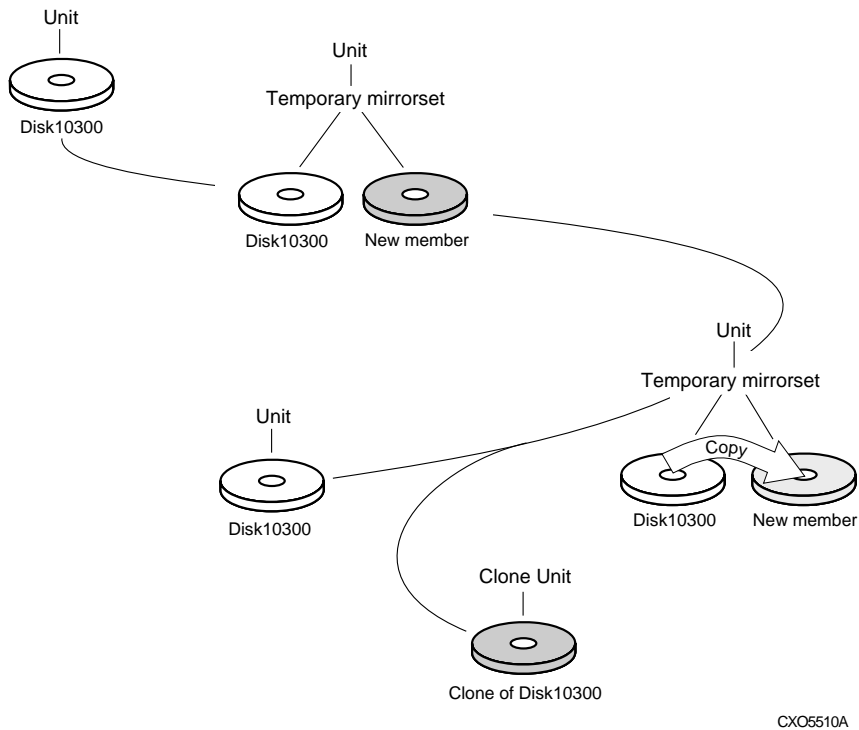 Unit
Disk10300
Unit
Temporary mirrorset
Disk10300
New member
Unit
Temporary mirrorset
Copy
Disk10300
New member
Unit
Disk10300
Clone Unit
Clone of Disk10300
CXO5510A